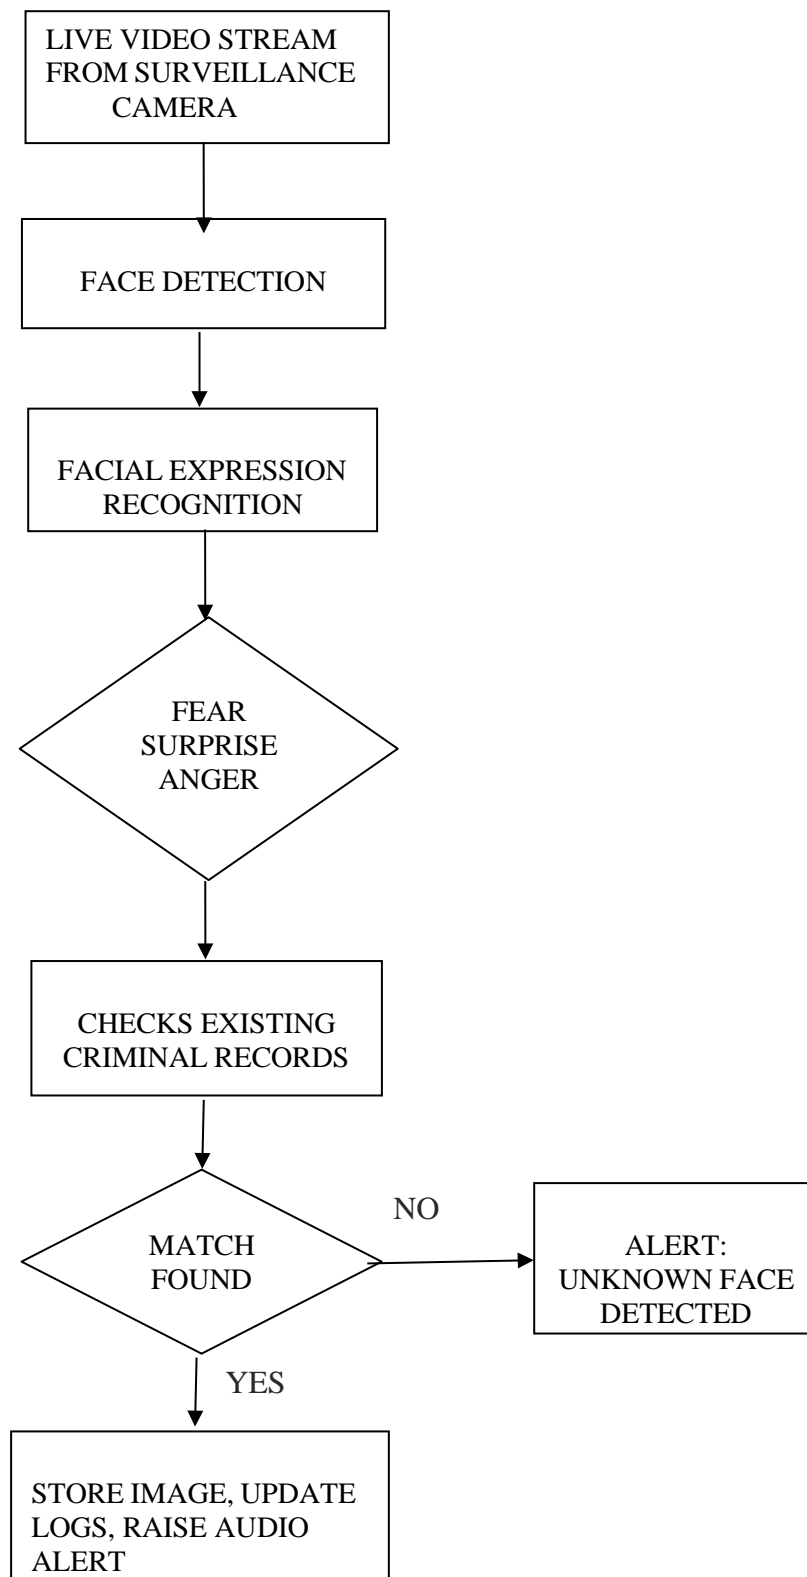 LIVE VIDEO STREAM
FROM SURVEILLANCE
CAMERA
FACE DETECTION
FACIAL EXPRESSION
RECOGNITION
FEAR
SURPRISE
ANGER
CHECKS EXISTING
CRIMINAL RECORDS
MATCH
FOUND
NO
ALERT:
UNKNOWN FACE
DETECTED
YES
STORE IMAGE, UPDATE
LOGS, RAISE AUDIO
ALERT